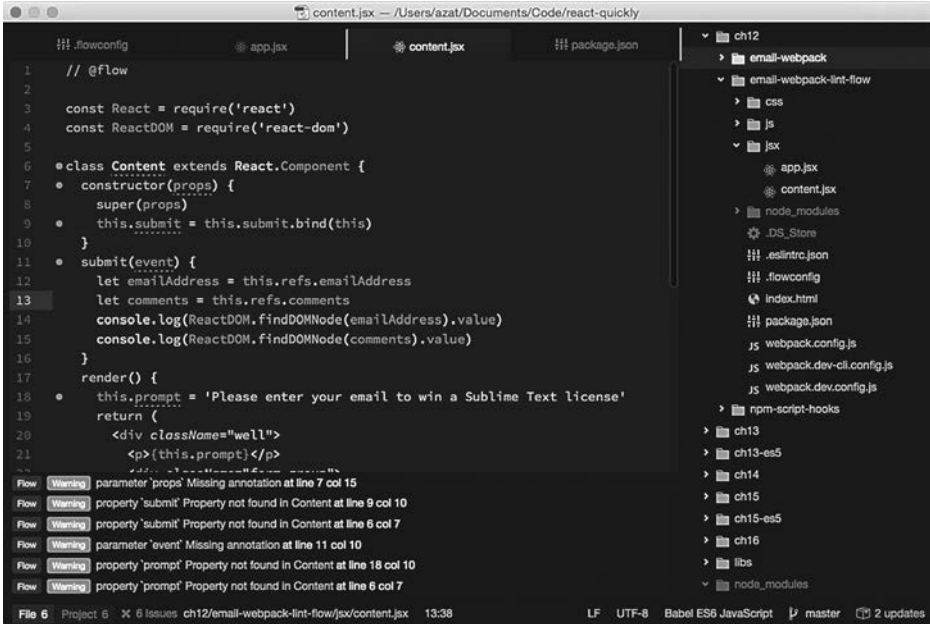 content.jsx — /Users/azat/Documents/Code/react-quickly
.flowconfig
app.jsx
content.jsx
package.json
1 // @flow
2
3 const React = require('react')
4 const ReactDOM = require('react-dom')
5
6 class Content extends React.Component {
7 constructor(props) {
8 super(props)
9 this.submit = this.submit.bind(this)
10 }
11 submit(event) {
12 let emailAddress = this.refs.emailAddress
13 let comments = this.refs.comments
14 console.log(ReactDOM.findDOMNode(emailAddress).value)
15 console.log(ReactDOM.findDOMNode(comments).value)
16 }
17 render() {
18 this.prompt = 'Please enter your email to win a Sublime Text license'
19 return (
20 <div className="well">
21 <p>{this.prompt}</p>
Flow Warning parameter `props` Missing annotation at line 7 col 15
Flow Warning property `submit` Property not found in Content at line 9 col 10
Flow Warning property `submit` Property not found in Content at line 6 col 7
Flow Warning parameter `event` Missing annotation at line 11 col 10
Flow Warning property `prompt` Property not found in Content at line 18 col 10
Flow Warning property `prompt` Property not found in Content at line 6 col 7
ch12
email-webpack
email-webpack-lint-flow
css
js
jsx
app.jsx
content.jsx
node_modules
.DS_Store
.eslintrc.json
.flowconfig
index.html
package.json
JS webpack.config.js
JS webpack.dev-cli.config.js
JS webpack.dev.config.js
npm-script-hooks
ch13
ch13-es5
ch14
ch15
ch15-es5
ch16
libs
node_modules
File 6 Project 6 6 Issues ch12/email-webpack-lint-flow/jsx/content.jsx 13:38 LF UTF-8 Babel ES6 JavaScript master 2 updates